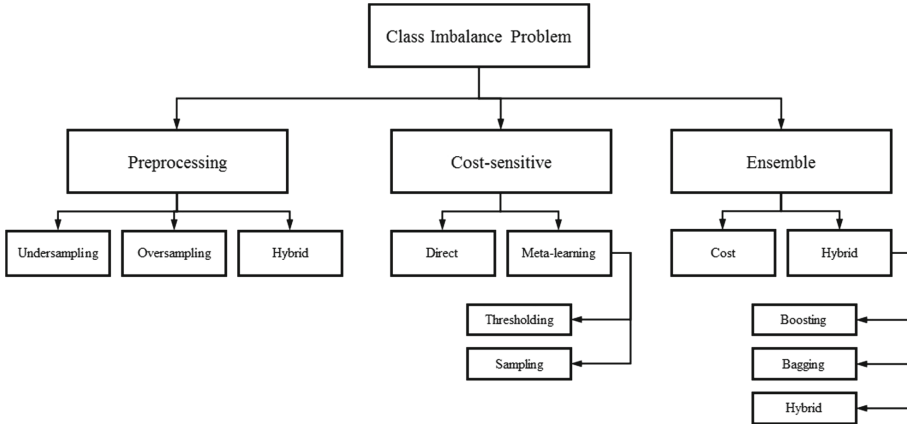 Class Imbalance Problem
Preprocessing
Cost-sensitive
Ensemble
Undersampling
Oversampling
Hybrid
Direct
Meta-learning
Cost
Hybrid
Thresholding
Sampling
Boosting
Bagging
Hybrid